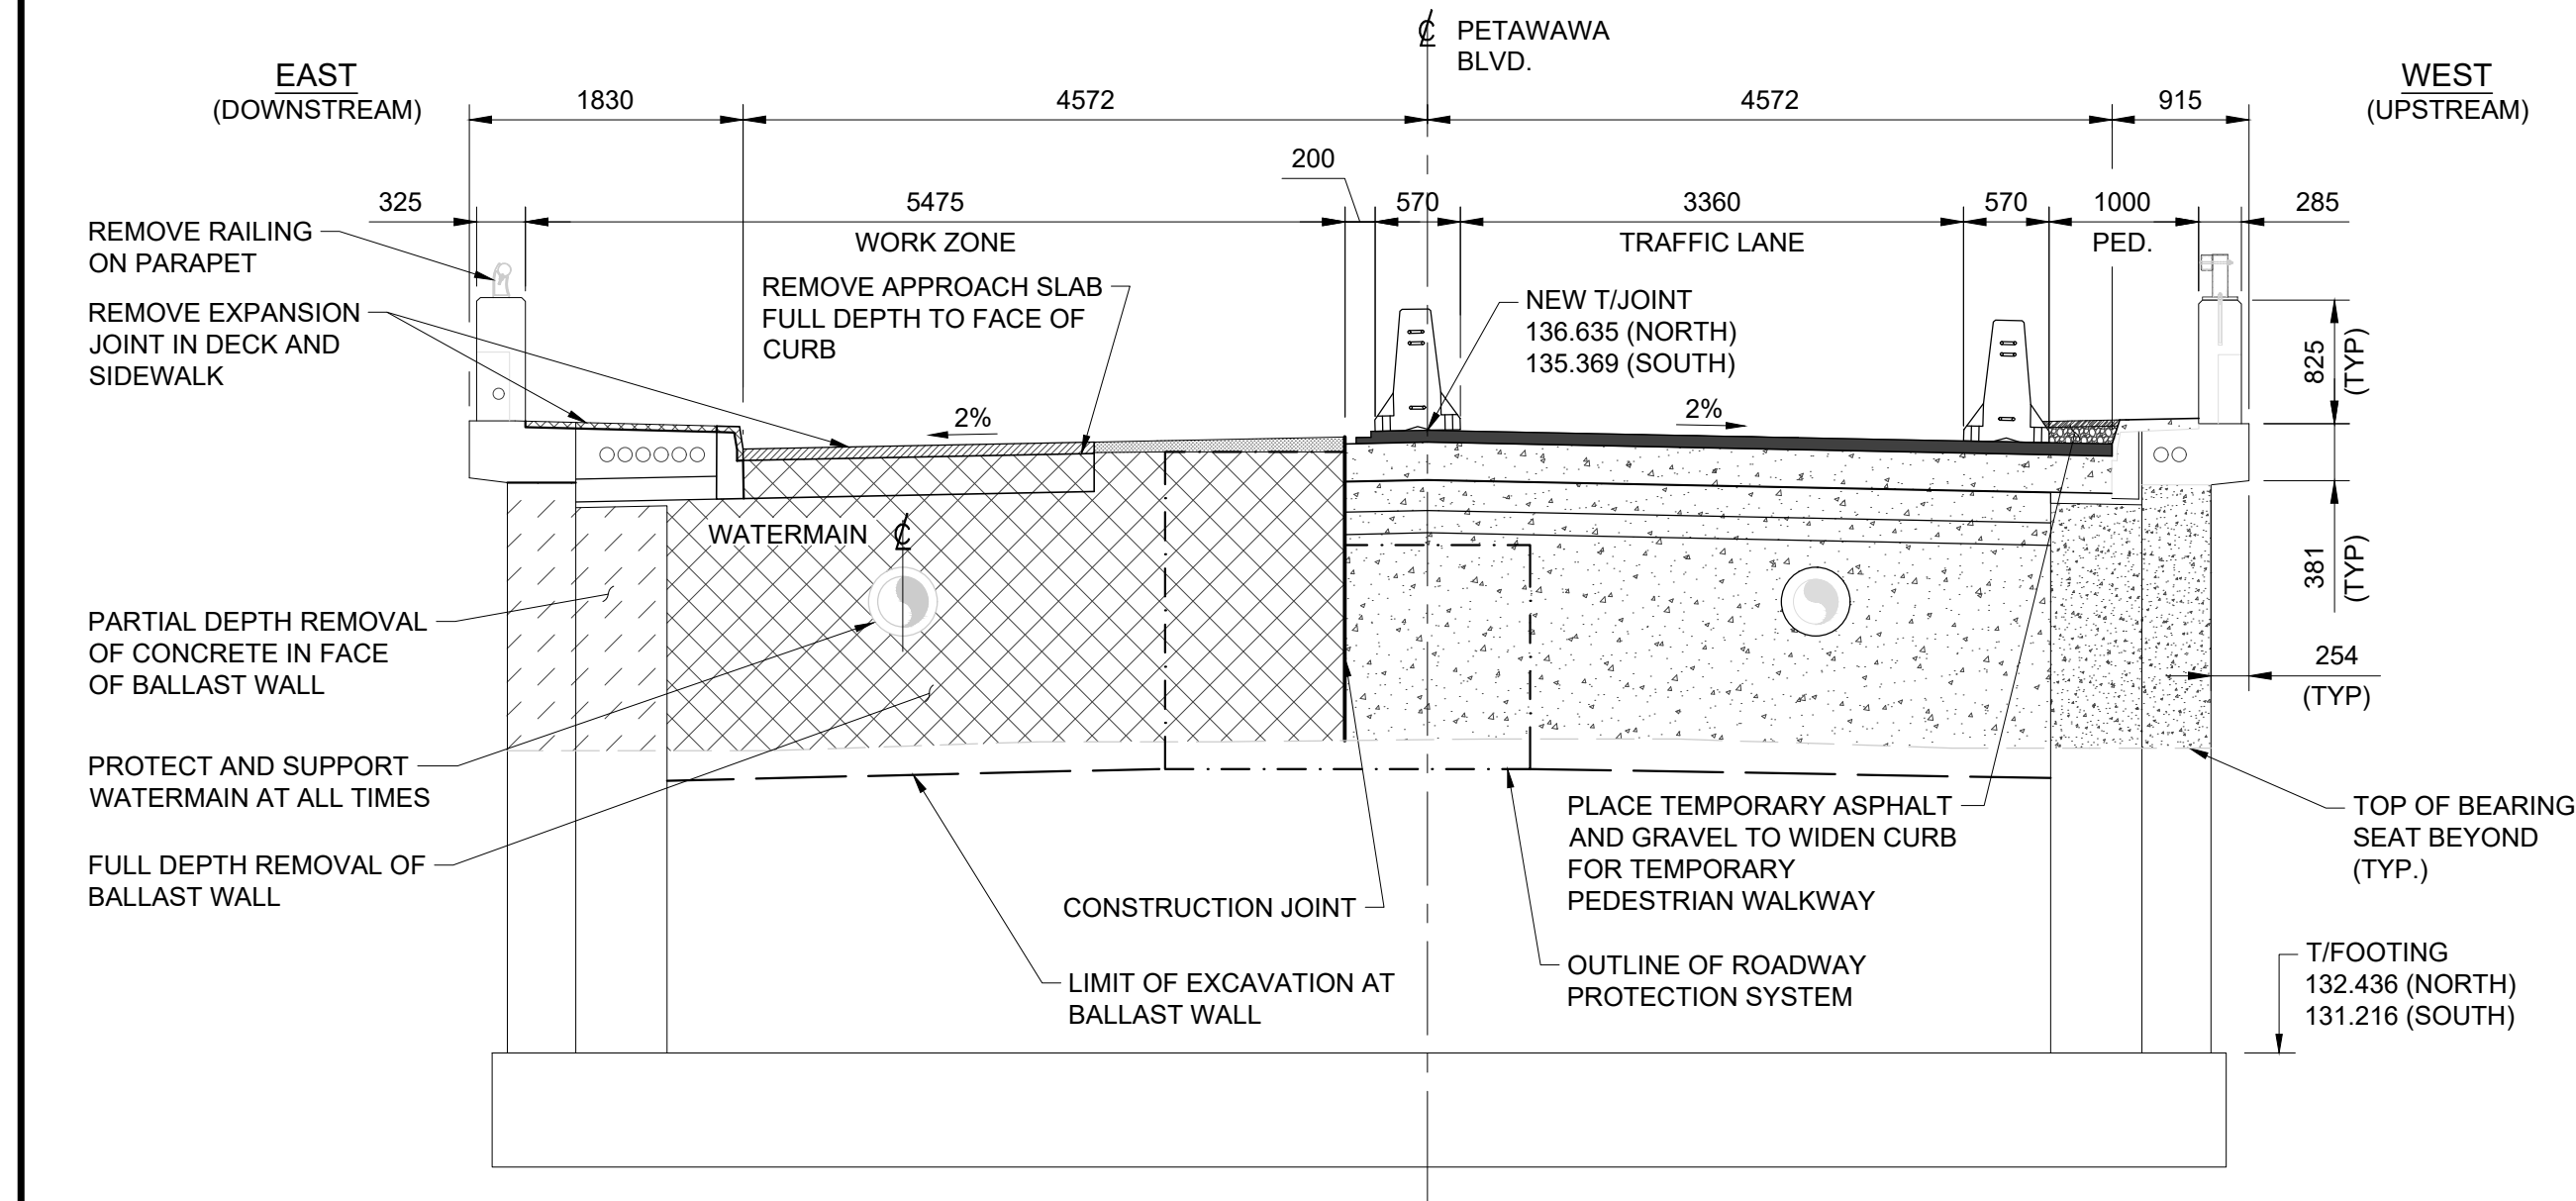 ℄ PETAWAWA
BLVD.
EAST
(DOWNSTREAM)
WEST
(UPSTREAM)
1830
4572
4572
915
200
325
5475
570
3360
570
1000
285
WORK ZONE
TRAFFIC LANE
PED.
REMOVE RAILING
ON PARAPET
REMOVE EXPANSION
JOINT IN DECK AND
SIDEWALK
REMOVE APPROACH SLAB
FULL DEPTH TO FACE OF
CURB
NEW T/JOINT
136.635 (NORTH)
135.369 (SOUTH)
825
(TYP)
2%
2%
WATERMAIN ℄
381
(TYP)
254
(TYP)
PARTIAL DEPTH REMOVAL
OF CONCRETE IN FACE
OF BALLAST WALL
PROTECT AND SUPPORT
WATERMAIN AT ALL TIMES
FULL DEPTH REMOVAL OF
BALLAST WALL
PLACE TEMPORARY ASPHALT
AND GRAVEL TO WIDEN CURB
FOR TEMPORARY
PEDESTRIAN WALKWAY
TOP OF BEARING
SEAT BEYOND
(TYP.)
CONSTRUCTION JOINT
LIMIT OF EXCAVATION AT
BALLAST WALL
OUTLINE OF ROADWAY
PROTECTION SYSTEM
T/FOOTING
132.436 (NORTH)
131.216 (SOUTH)